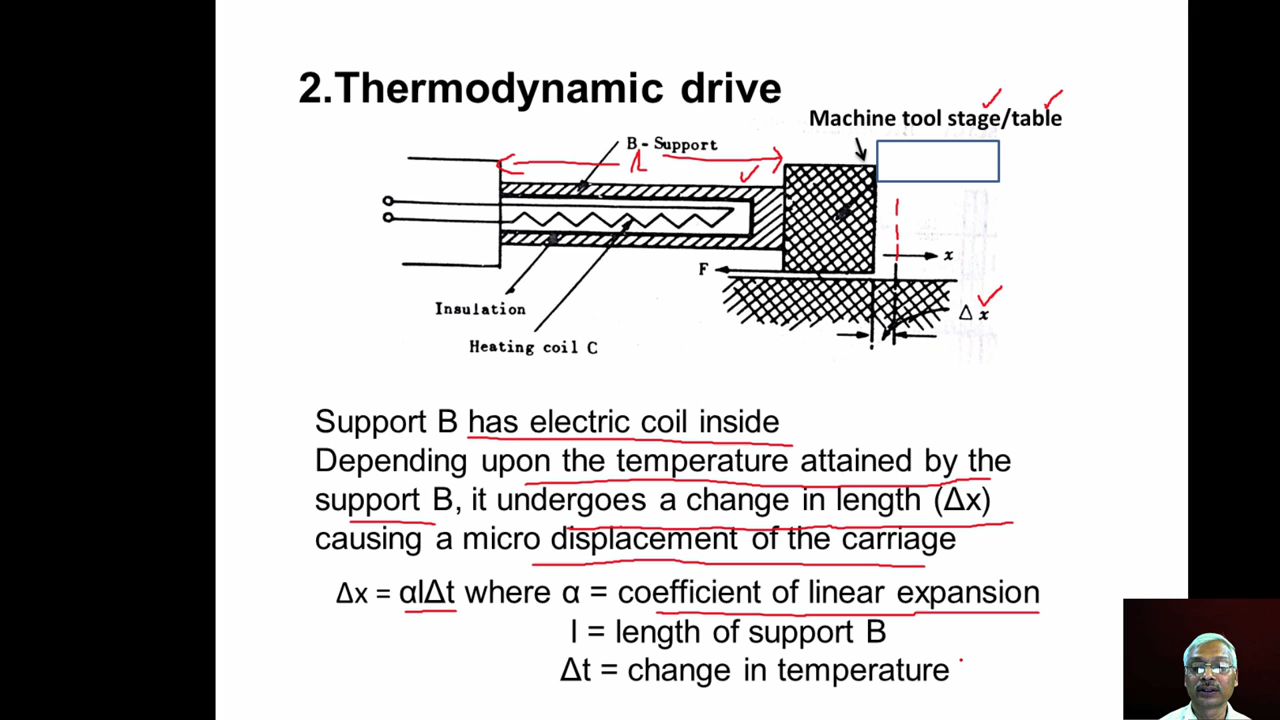 2.Thermodynamic drive
Machine tool stage/table
B - Support
l
x
F
Insulation
Δ x
Heating coil C
Support B has electric coil inside
Depending upon the temperature attained by the
support B, it undergoes a change in length (Δx)
causing a micro displacement of the carriage
Δx = αlΔt where α = coefficient of linear expansion
l = length of support B
Δt = change in temperature